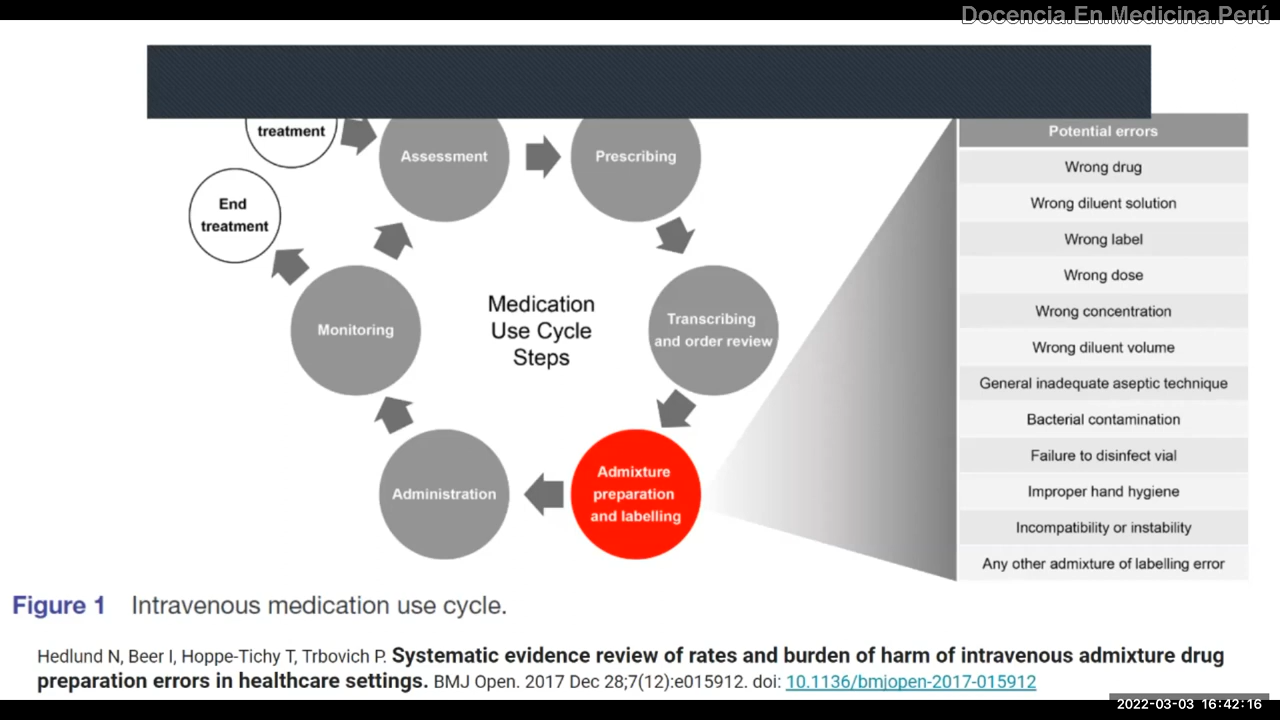 Docencia.En.Medicina.Perú
treatment
Assessment
Prescribing
End
treatment
Monitoring
Medication
Use Cycle
Steps
Transcribing
and order review
Administration
Admixture
preparation
and labelling
Potential errors
Wrong drug
Wrong diluent solution
Wrong label
Wrong dose
Wrong concentration
Wrong diluent volume
General inadequate aseptic technique
Bacterial contamination
Failure to disinfect vial
Improper hand hygiene
Incompatibility or instability
Any other admixture of labelling error
Figure 1 Intravenous medication use cycle.
Hedlund N, Beer I, Hoppe-Tichy T, Trbovich P. Systematic evidence review of rates and burden of harm of intravenous admixture drug
preparation errors in healthcare settings. BMJ Open. 2017 Dec 28;7(12):e015912. doi: 10.1136/bmjopen-2017-015912
2022-03-03 16:42:16